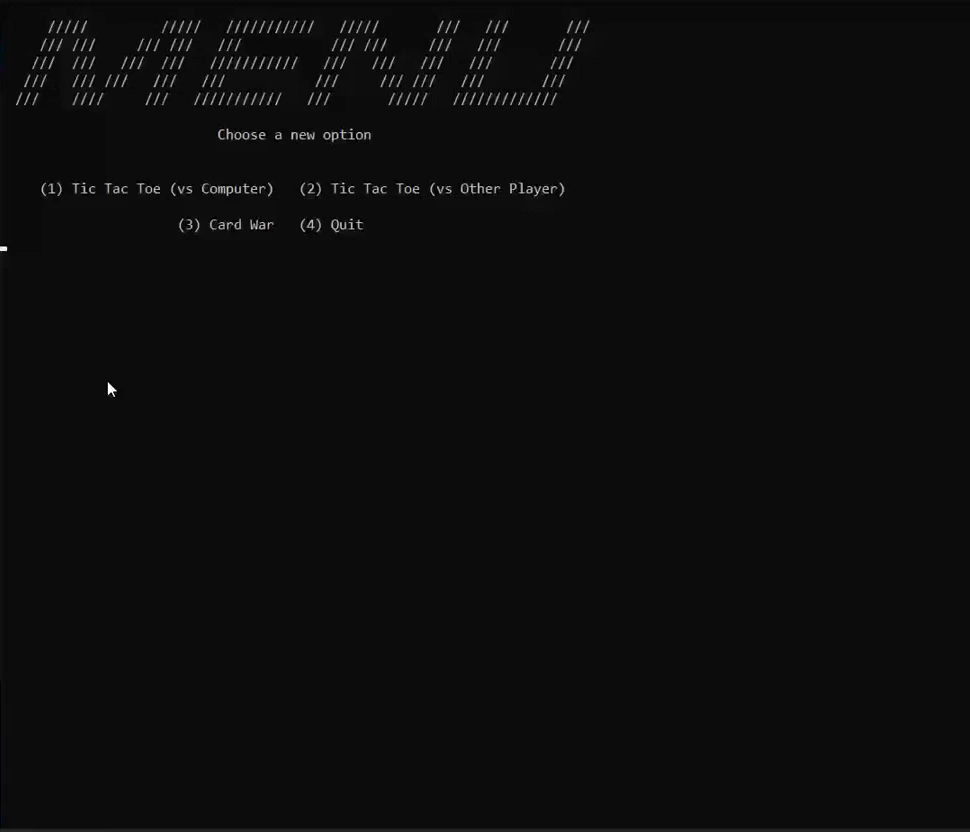 MENU
Choose a new option
(1) Tic Tac Toe (vs Computer) (2) Tic Tac Toe (vs Other Player)
(3) Card War (4) Quit